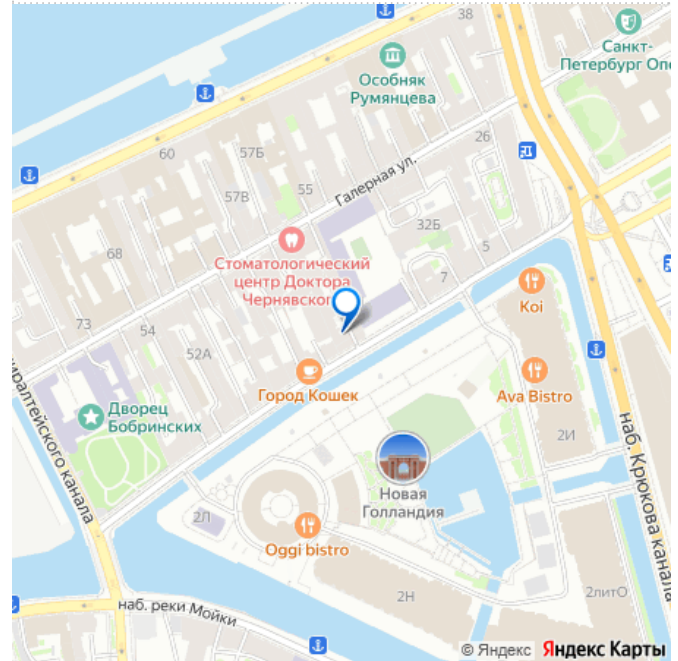 38
Санкт-
Петербург Опе
Особняк
Румянцева
60
57Б
26
Галерная ул.
57В
55
32Б
68
5
Стоматологический
центр Доктора
Чернявског
7
Koi
73
54
52А
Город Кошек
Ava Bistro
Дворец
Бобринских
2И
иралтейского канала
наб. Крюкова канала
Новая
Голландия
2Л
Oggi bistro
2Н
2литО
наб. реки Мойки
© Яндекс Яндекс Карты